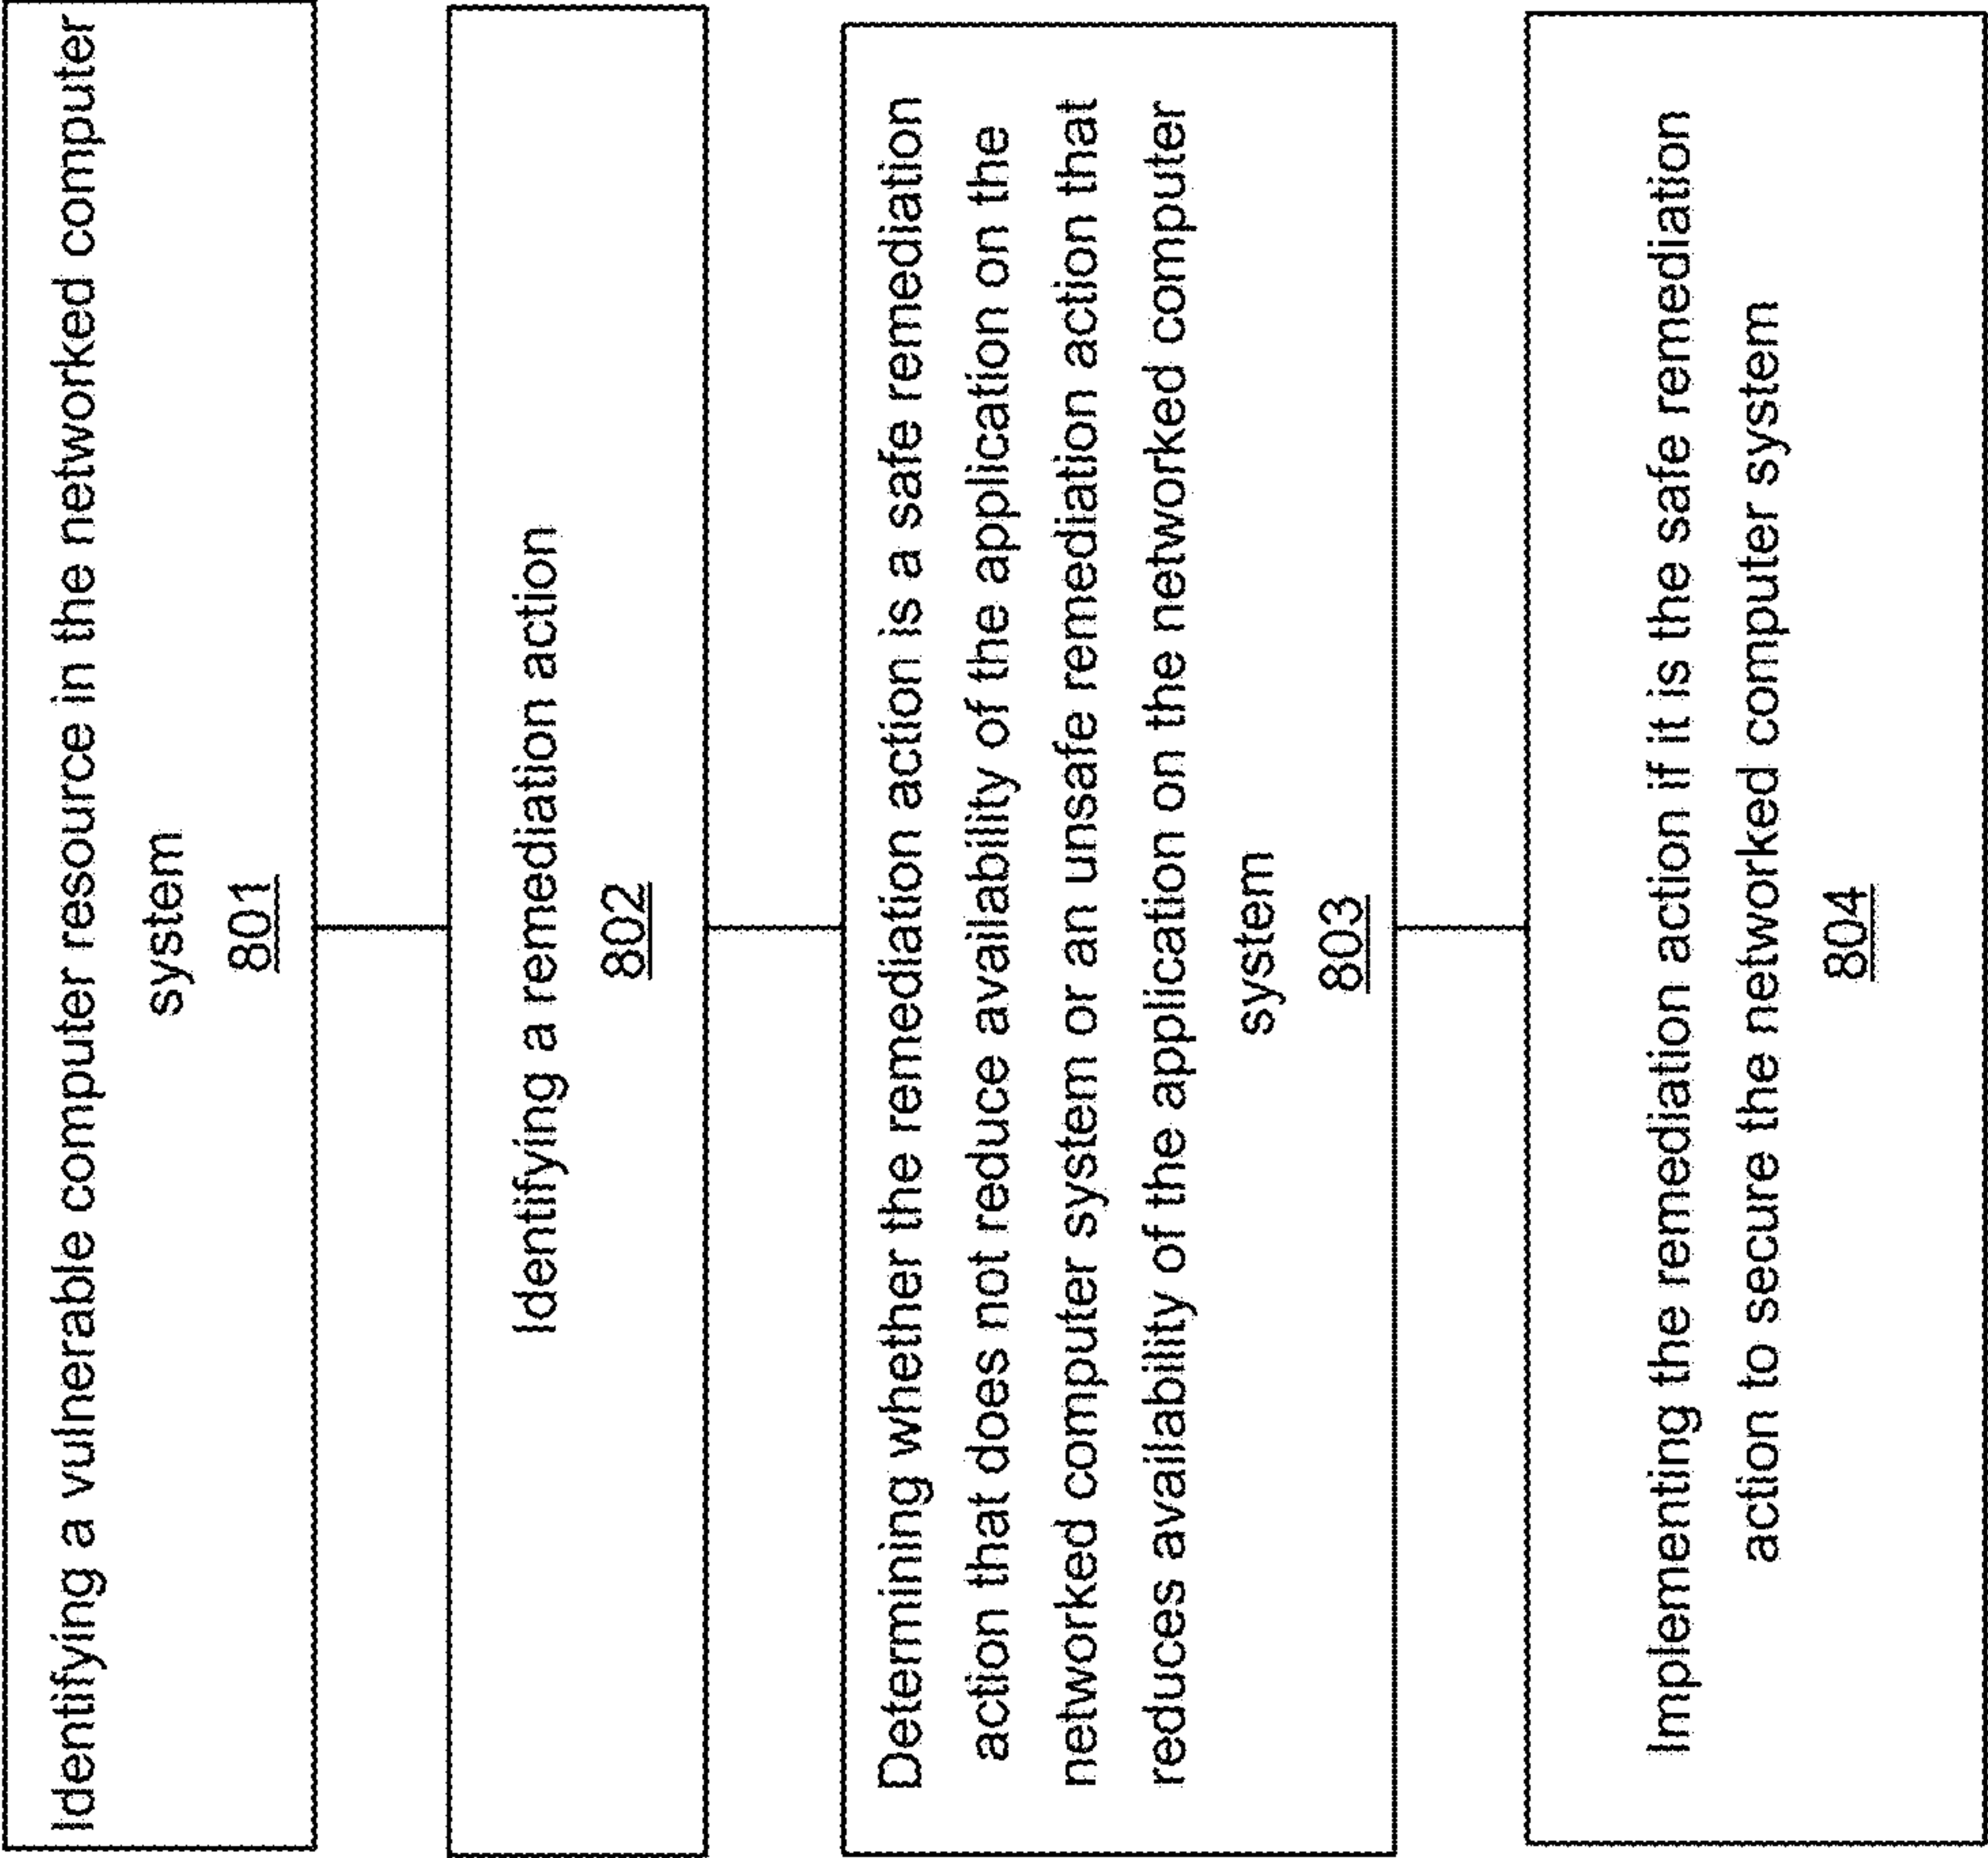 Identifying a vulnerable computer resource in the networked computer
system
801
Identifying a remediation action
802
Determining whether the remediation action is a safe remediation
action that does not reduce availability of the application on the
networked computer system or an unsafe remediation action that
reduces availability of the application on the networked computer
system
803
Implementing the remediation action if it is the safe remediation
action to secure the networked computer system
804